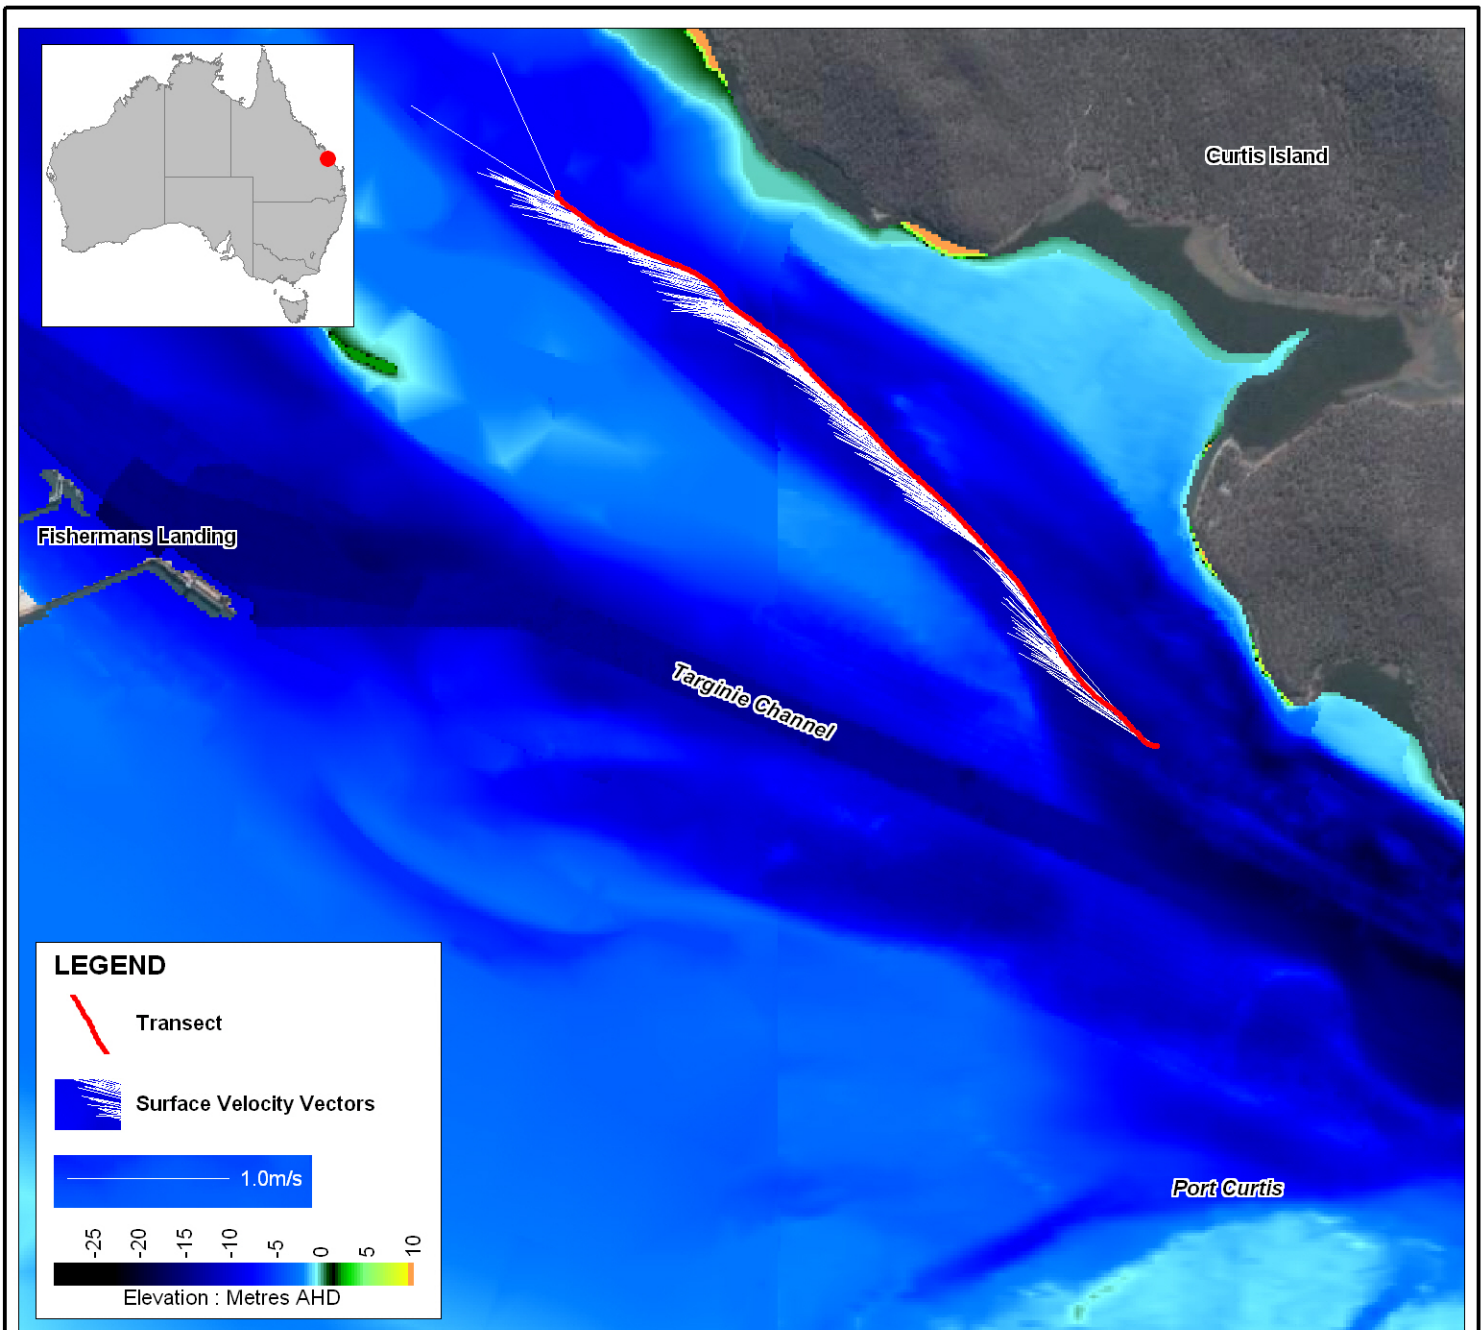 Curtis Island
Fishermans Landing
Targinie Channel
LEGEND
Transect
Surface Velocity Vectors
1.0m/s
-25 -20 -15 -10 -5 0 5 10
Elevation : Metres AHD
Port Curtis